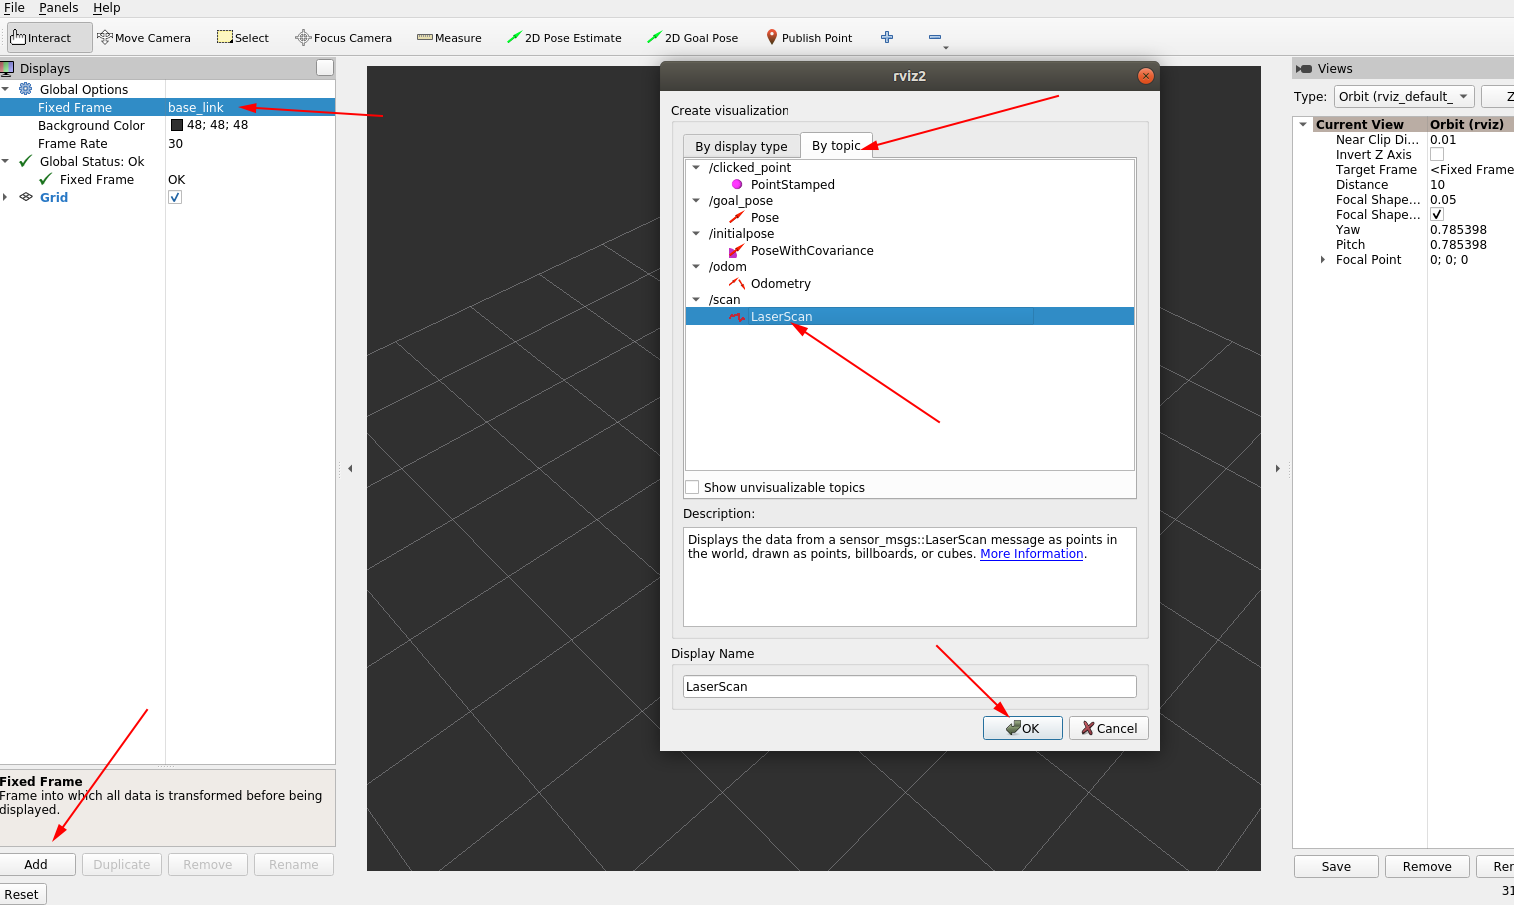 File Panels Help
Interact Move Camera Select Focus Camera Measure 2D Pose Estimate 2D Goal Pose Publish Point
Displays
Global Options
Fixed Frame base_link
Background Color 48; 48; 48
Frame Rate 30
Global Status: Ok
Fixed Frame OK
Grid
Fixed Frame
Frame into which all data is transformed before being
displayed.
Add Duplicate Remove Rename
Reset
rviz2
Create visualization
By display type By topic
/clicked_point
PointStamped
/goal_pose
Pose
/initialpose
PoseWithCovariance
/odom
Odometry
/scan
LaserScan
Show unvisualizable topics
Description:
Displays the data from a sensor_msgs::LaserScan message as points in
the world, drawn as points, billboards, or cubes. More Information.
Display Name
LaserScan
OK Cancel
Views
Type: Orbit (rviz_default_ Z
Current View Orbit (rviz)
Near Clip Di... 0.01
Invert Z Axis
Target Frame <Fixed Frame
Distance 10
Focal Shape... 0.05
Focal Shape...
Yaw 0.785398
Pitch 0.785398
Focal Point 0; 0; 0
Save Remove Rer
31